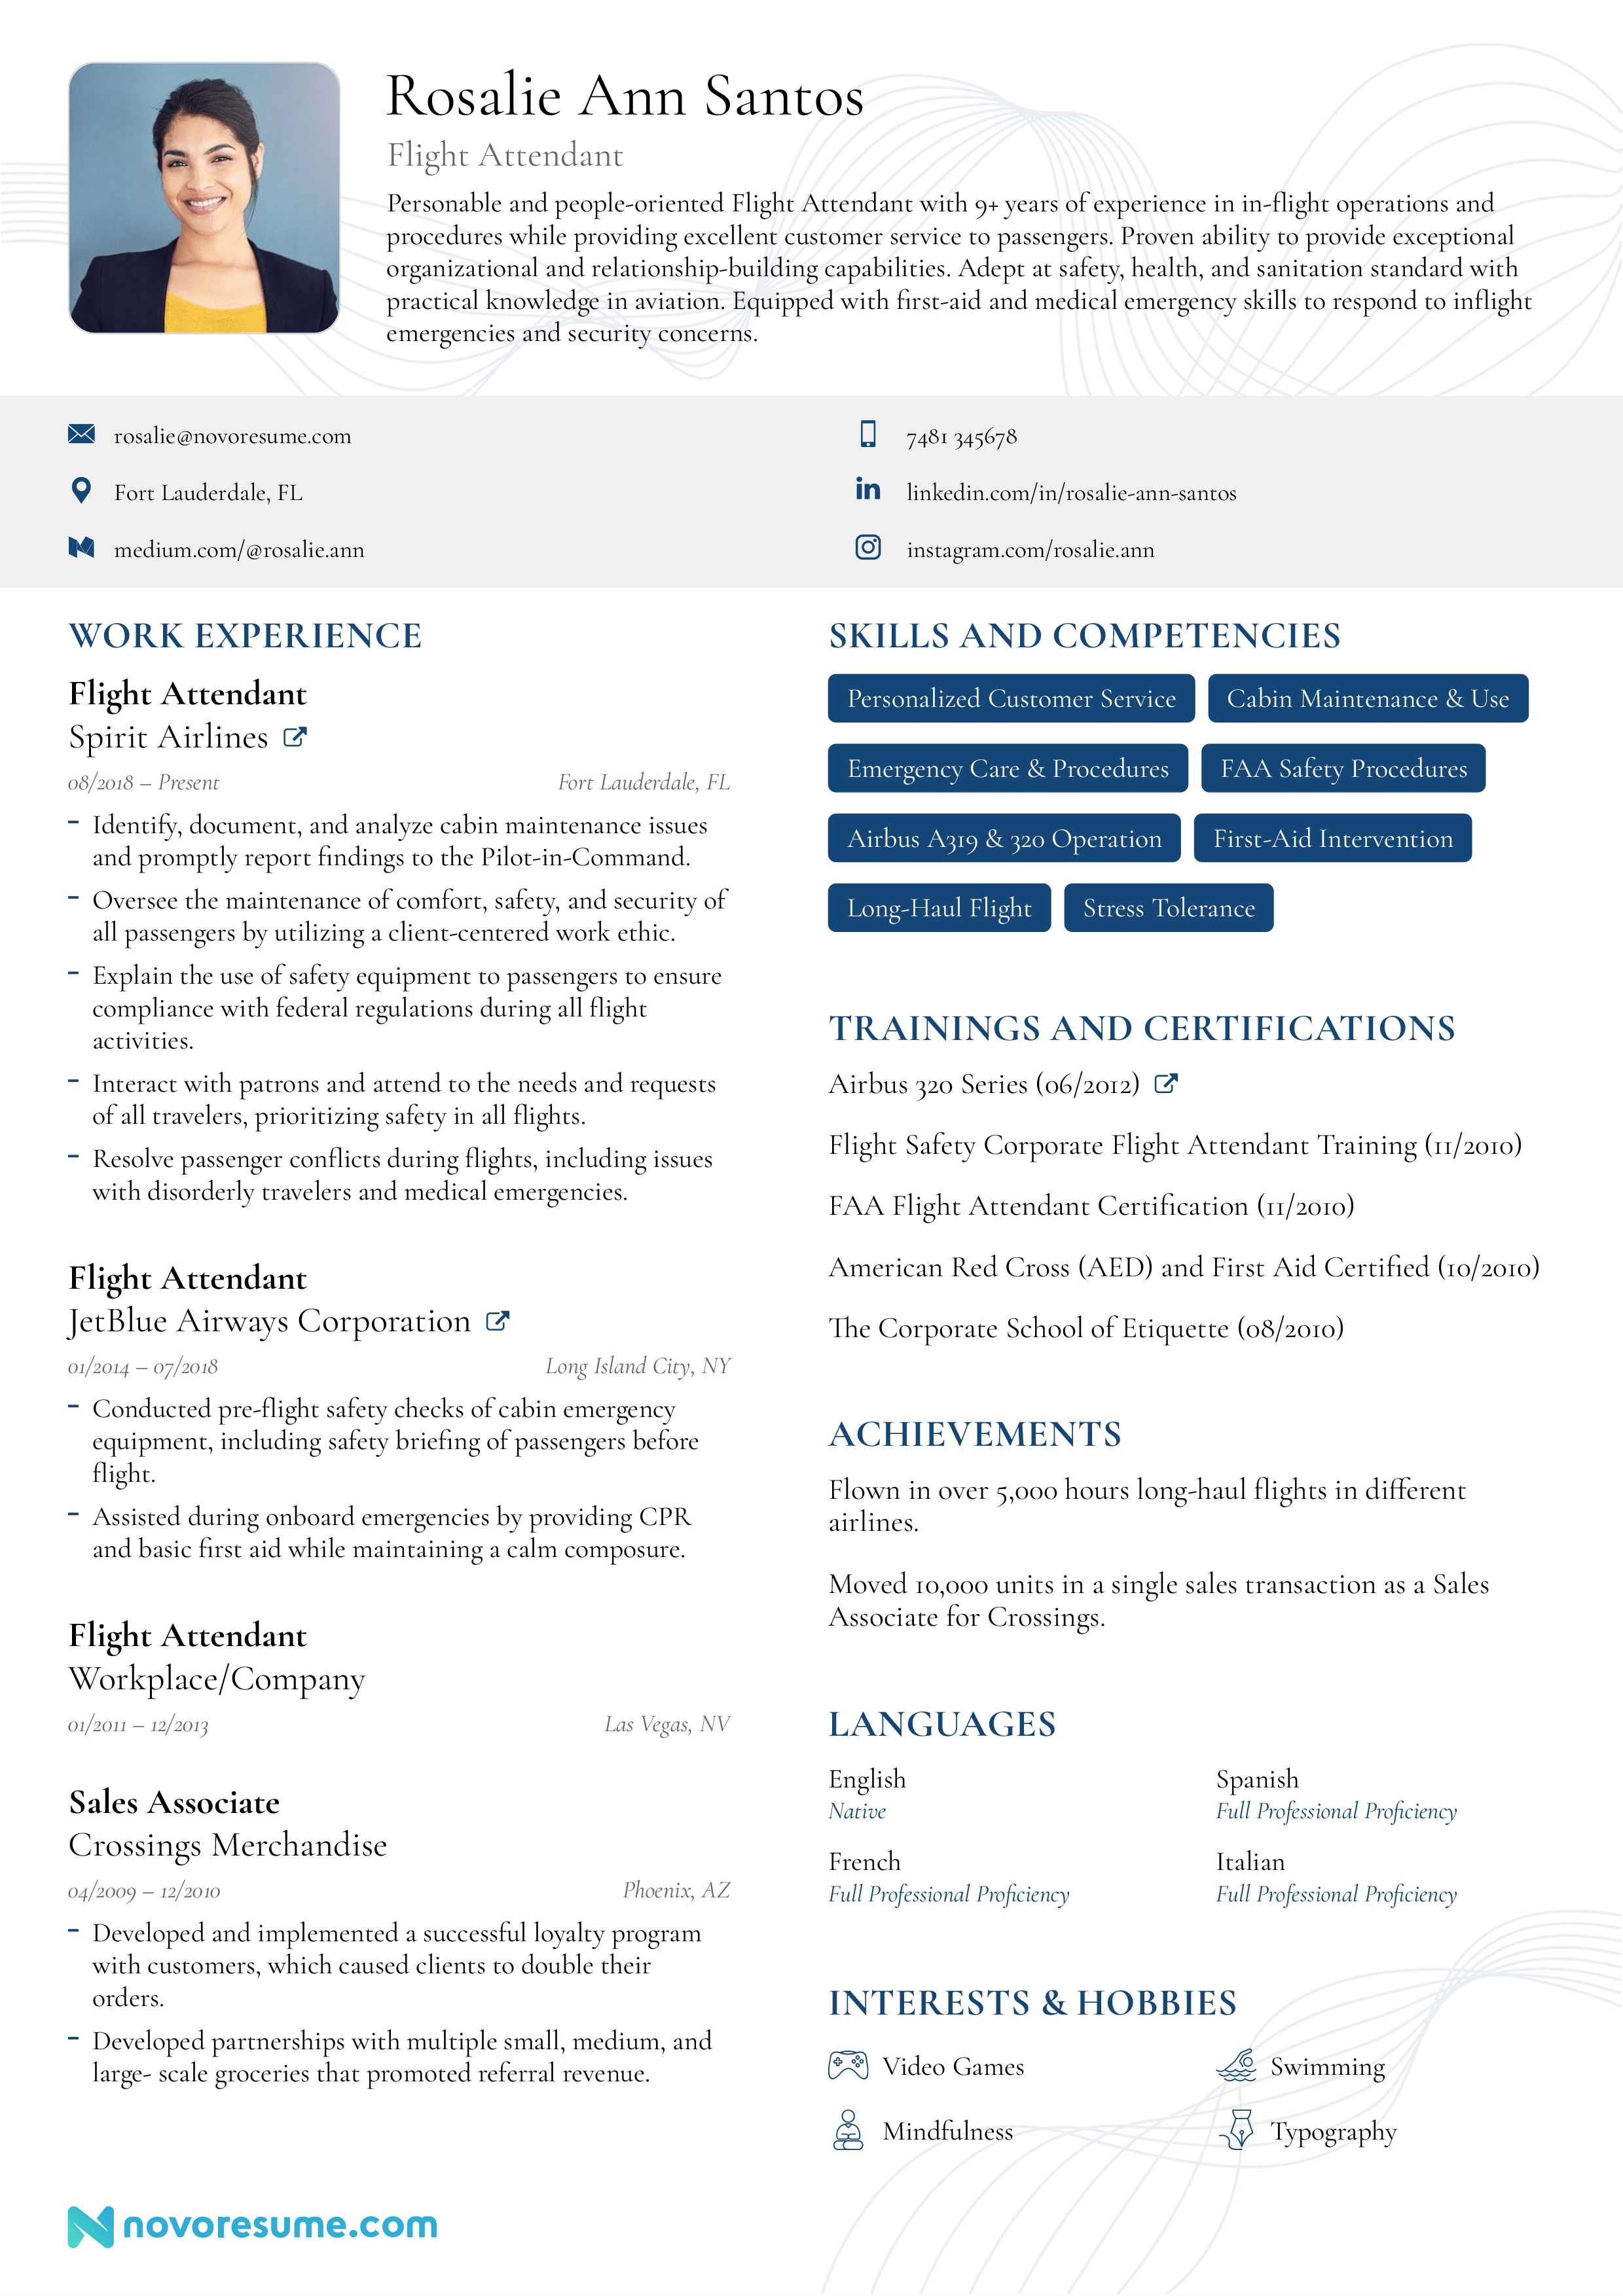 Rosalie Ann Santos
Flight Attendant
Personable and people-oriented Flight Attendant with 9+ years of experience in in-flight operations and
procedures while providing excellent customer service to passengers. Proven ability to provide exceptional
organizational and relationship-building capabilities. Adept at safety, health, and sanitation standard with
practical knowledge in aviation. Equipped with first-aid and medical emergency skills to respond to inflight
emergencies and security concerns.
rosalie@novoresume.com
7481 345678
Fort Lauderdale, FL
linkedin.com/in/rosalie-ann-santos
medium.com/@rosalie.ann
instagram.com/rosalie.ann
WORK EXPERIENCE
Flight Attendant
Spirit Airlines
08/2018 – Present
Fort Lauderdale, FL
– Identify, document, and analyze cabin maintenance issues
and promptly report findings to the Pilot-in-Command.
– Oversee the maintenance of comfort, safety, and security of
all passengers by utilizing a client-centered work ethic.
– Explain the use of safety equipment to passengers to ensure
compliance with federal regulations during all flight
activities.
– Interact with patrons and attend to the needs and requests
of all travelers, prioritizing safety in all flights.
– Resolve passenger conflicts during flights, including issues
with disorderly travelers and medical emergencies.
Flight Attendant
JetBlue Airways Corporation
01/2014 – 07/2018
Long Island City, NY
– Conducted pre-flight safety checks of cabin emergency
equipment, including safety briefing of passengers before
flight.
– Assisted during onboard emergencies by providing CPR
and basic first aid while maintaining a calm composure.
Flight Attendant
Workplace/Company
01/2011 – 12/2013
Las Vegas, NV
Sales Associate
Crossings Merchandise
04/2009 – 12/2010
Phoenix, AZ
– Developed and implemented a successful loyalty program
with customers, which caused clients to double their
orders.
– Developed partnerships with multiple small, medium, and
large- scale groceries that promoted referral revenue.
SKILLS AND COMPETENCIES
Personalized Customer Service
Cabin Maintenance & Use
Emergency Care & Procedures
FAA Safety Procedures
Airbus A319 & 320 Operation
First-Aid Intervention
Long-Haul Flight
Stress Tolerance
TRAININGS AND CERTIFICATIONS
Airbus 320 Series (06/2012)
Flight Safety Corporate Flight Attendant Training (11/2010)
FAA Flight Attendant Certification (11/2010)
American Red Cross (AED) and First Aid Certified (10/2010)
The Corporate School of Etiquette (08/2010)
ACHIEVEMENTS
Flown in over 5,000 hours long-haul flights in different
airlines.
Moved 10,000 units in a single sales transaction as a Sales
Associate for Crossings.
LANGUAGES
English
Native
Spanish
Full Professional Proficiency
French
Full Professional Proficiency
Italian
Full Professional Proficiency
INTERESTS & HOBBIES
Video Games
Swimming
Mindfulness
Typography
novoresume.com